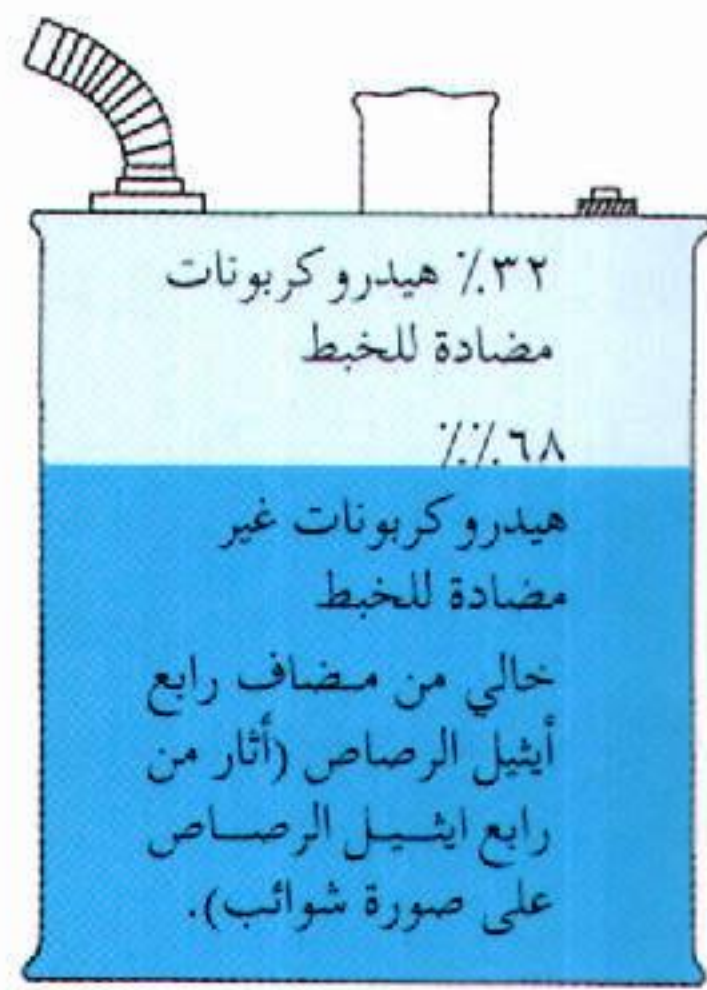 ٣٢٪ هيدروكربونات
مضادة للخبط
٦٨٪٪
هيدروكربونات غير
مضادة للخبط
خالي من مضاف رابع
أيثيل الرصاص (أثار من
رابع ايثيل الرصاص
على صورة شوائب).